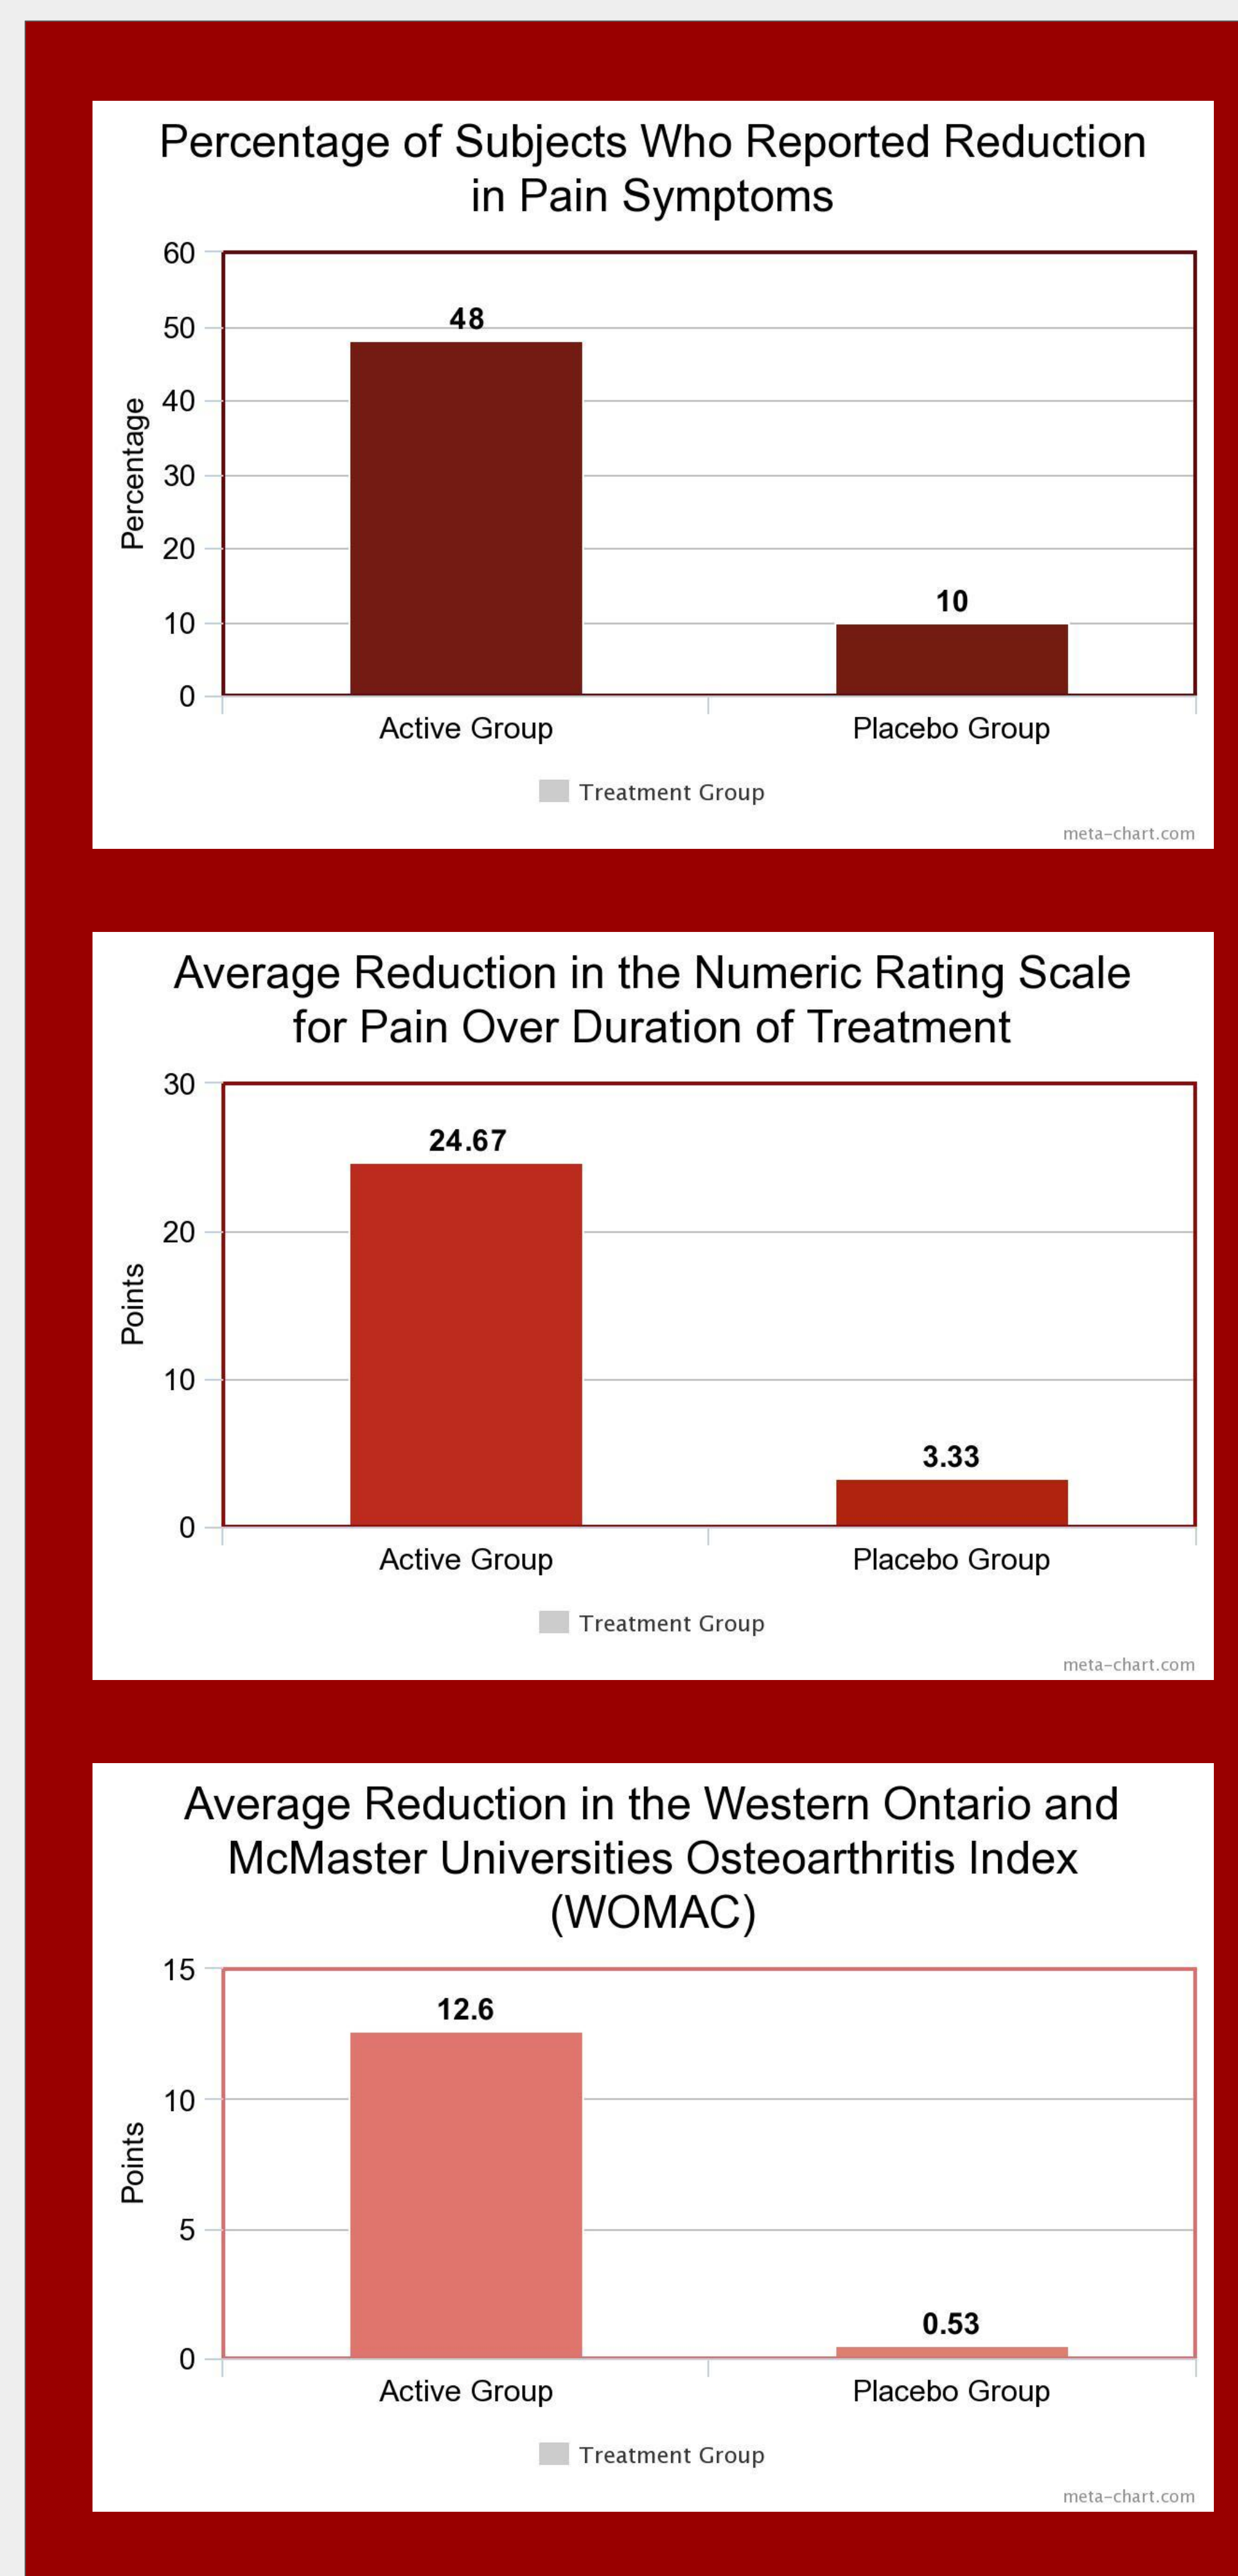 Percentage of Subjects Who Reported Reduction
in Pain Symptoms
60
50
40
30
20
10
0
Percentage
48
10
Active Group
Placebo Group
Treatment Group
meta-chart.com
Average Reduction in the Numeric Rating Scale
for Pain Over Duration of Treatment
30
20
10
0
Points
24.67
3.33
Active Group
Placebo Group
Treatment Group
meta-chart.com
Average Reduction in the Western Ontario and
McMaster Universities Osteoarthritis Index
(WOMAC)
15
10
5
0
Points
12.6
0.53
Active Group
Placebo Group
Treatment Group
meta-chart.com